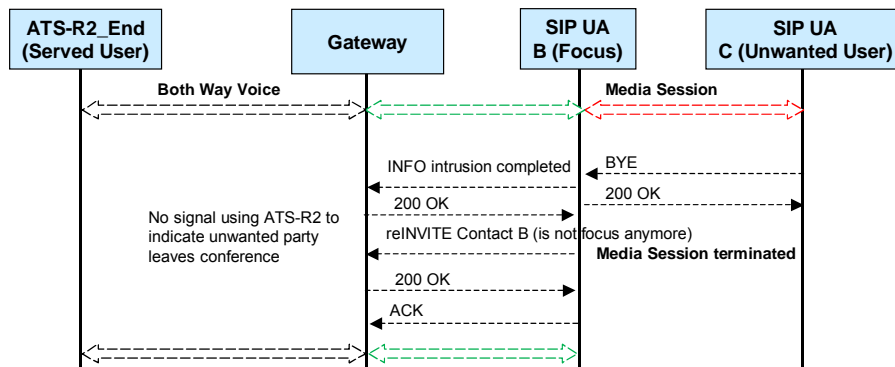 ATS-R2_End
(Served User)
Gateway
SIP UA
B (Focus)
SIP UA
C (Unwanted User)
Both Way Voice
Media Session
BYE
INFO intrusion completed
200 OK
200 OK
No signal using ATS-R2 to
indicate unwanted party
leaves conference
reINVITE Contact B (is not focus anymore)
Media Session terminated
200 OK
ACK